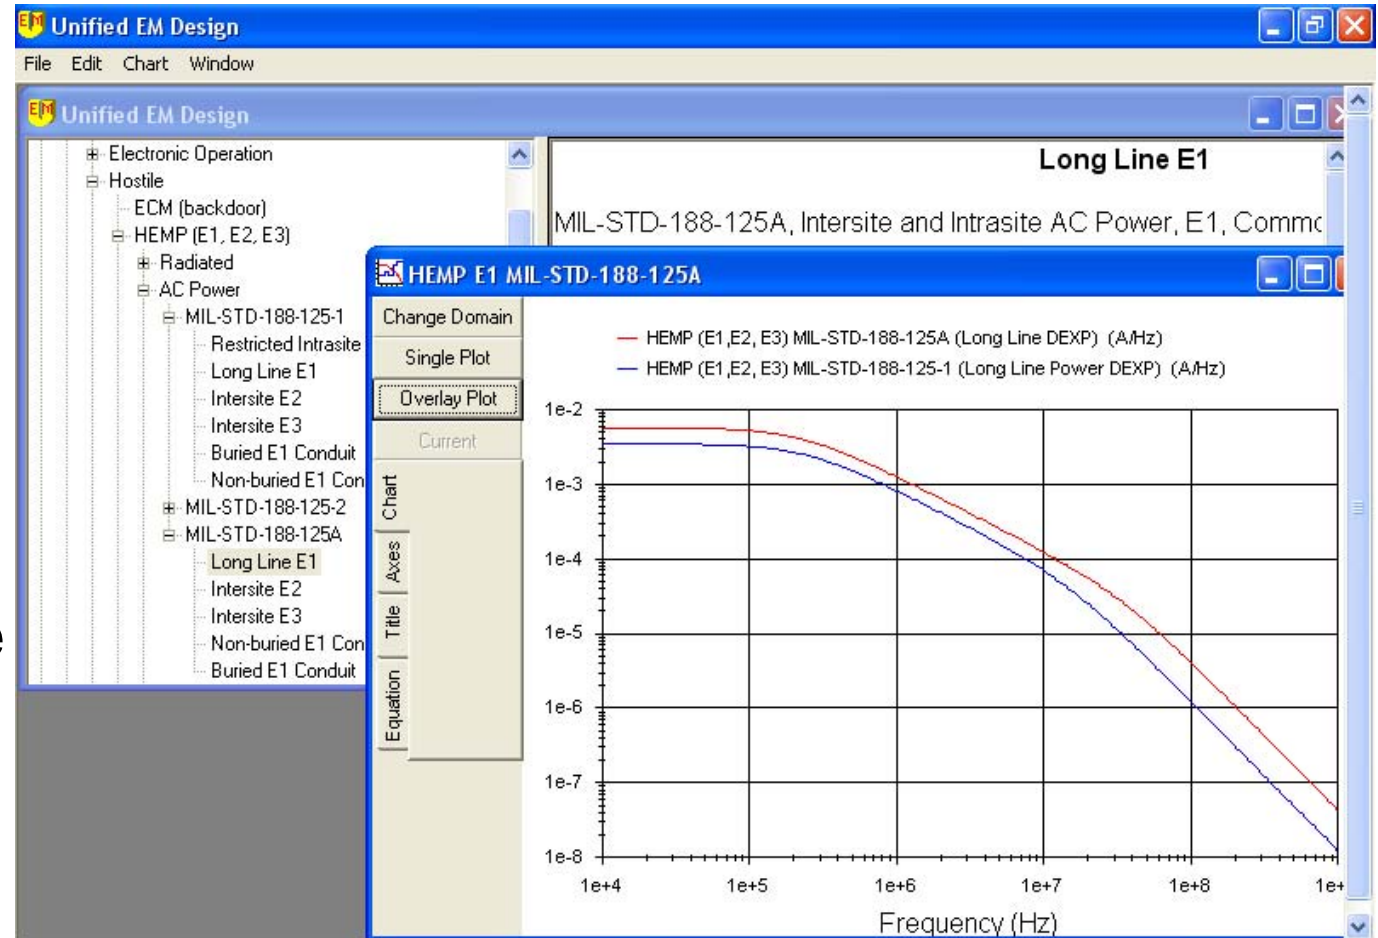 EM Unified EM Design
File Edit Chart Window
EM Unified EM Design
Electronic Operation
Hostile
ECM (backdoor)
HEMP (E1, E2, E3)
Radiated
AC Power
MIL-STD-188-125-1
Restricted Intrasite
Long Line E1
Intersite E2
Intersite E3
Buried E1 Conduit
Non-buried E1 Con
MIL-STD-188-125-2
MIL-STD-188-125A
Long Line E1
Intersite E2
Intersite E3
Non-buried E1 Con
Buried E1 Conduit
e
Long Line E1
MIL-STD-188-125A, Intersite and Intrasite AC Power, E1, Commo
HEMP E1 MIL-STD-188-125A
Change Domain
Single Plot
Overlay Plot
Current
Chart
Axes
Title
Equation
HEMP (E1,E2, E3) MIL-STD-188-125A (Long Line DEXP) (A/Hz)
HEMP (E1,E2, E3) MIL-STD-188-125-1 (Long Line Power DEXP) (A/Hz)
1e-2
1e-3
1e-4
1e-5
1e-6
1e-7
1e-8
1e+4 1e+5 1e+6 1e+7 1e+8 1e+
Frequency (Hz)